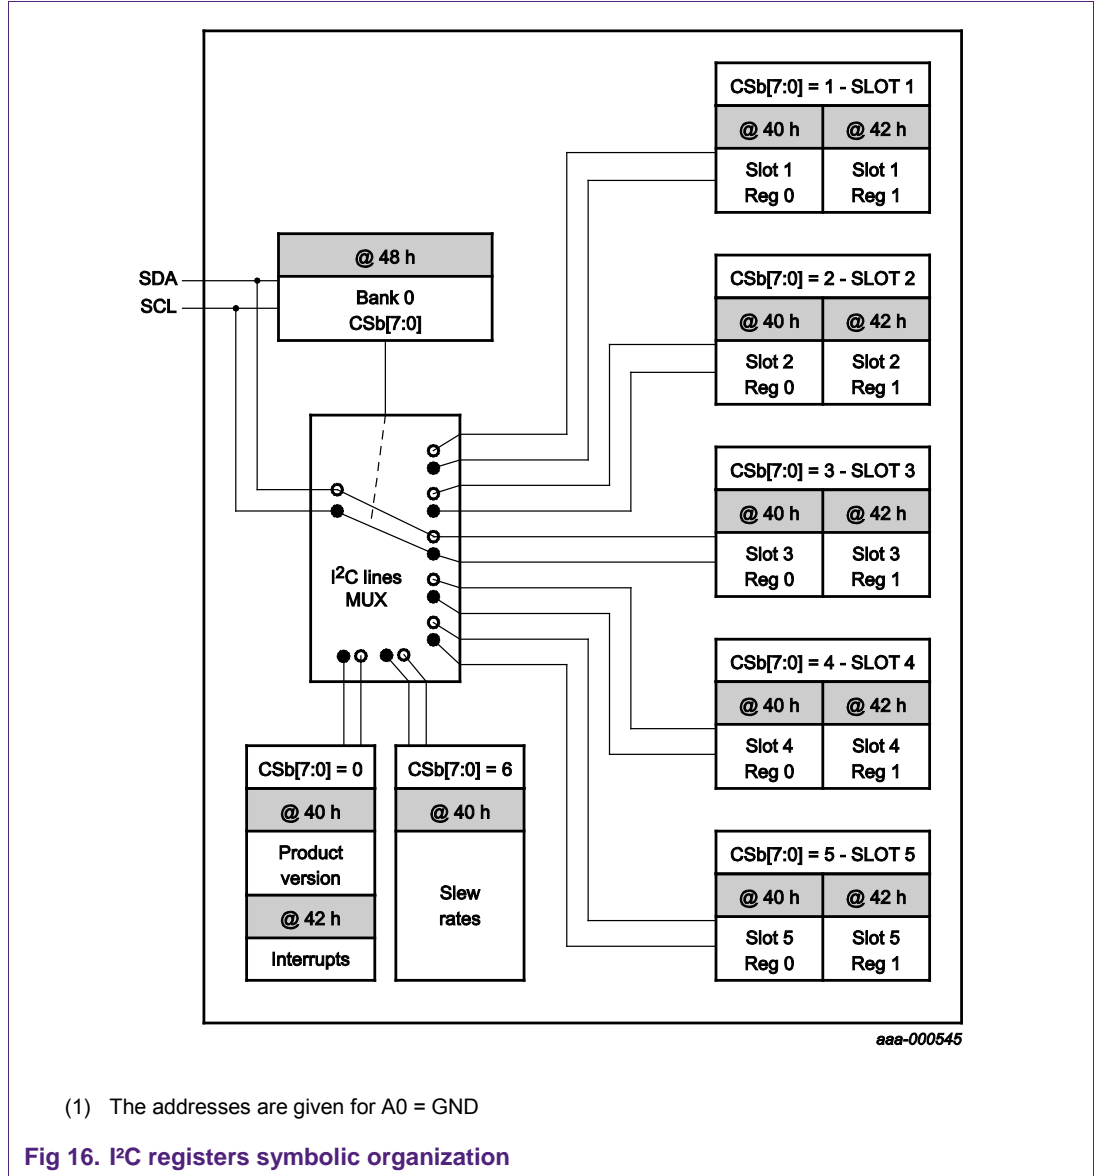 CSb[7:0] = 1 - SLOT 1
@ 40 h @ 42 h
Slot 1 Slot 1
Reg 0 Reg 1
@ 48 h
SDA
SCL
Bank 0
CSb[7:0]
CSb[7:0] = 2 - SLOT 2
@ 40 h @ 42 h
Slot 2 Slot 2
Reg 0 Reg 1
CSb[7:0] = 3 - SLOT 3
@ 40 h @ 42 h
Slot 3 Slot 3
Reg 0 Reg 1
I²C lines
MUX
CSb[7:0] = 4 - SLOT 4
@ 40 h @ 42 h
Slot 4 Slot 4
Reg 0 Reg 1
CSb[7:0] = 0
@ 40 h
Product
version
@ 42 h
Interrupts
CSb[7:0] = 6
@ 40 h
Slew
rates
CSb[7:0] = 5 - SLOT 5
@ 40 h @ 42 h
Slot 5 Slot 5
Reg 0 Reg 1
aaa-000545
(1) The addresses are given for A0 = GND
Fig 16. I²C registers symbolic organization